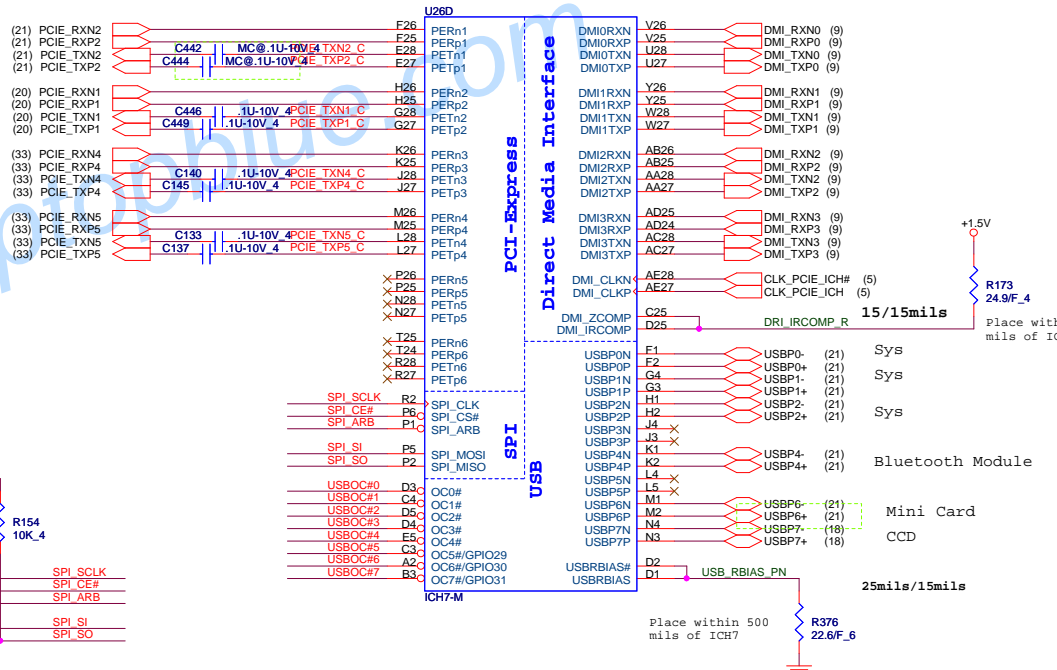 U26D
(21) PCIE_RXN2 F26 PERn1 DMI0RXN V26 DMI_RXN0 (9)
(21) PCIE_RXP2 F25 PERp1 DMI0RXP V25 DMI_RXP0 (9)
(21) PCIE_TXN2 C442 MC@.1U-10V_4 PCIE_TXN2_C E28 PETn1 DMI0TXN U28 DMI_TXN0 (9)
(21) PCIE_TXP2 C444 MC@.1U-10V_4 PCIE_TXP2_C E27 PETp1 DMI0TXP U27 DMI_TXP0 (9)
(20) PCIE_RXN1 H26 PERn2 DMI1RXN Y26 DMI_RXN1 (9)
(20) PCIE_RXP1 H25 PERp2 DMI1RXP Y25 DMI_RXP1 (9)
(20) PCIE_TXN1 C446 .1U-10V_4 PCIE_TXN1_C G28 PETn2 DMI1TXN W28 DMI_TXN1 (9)
(20) PCIE_TXP1 C449 .1U-10V_4 PCIE_TXP1_C G27 PETp2 DMI1TXP W27 DMI_TXP1 (9)
(33) PCIE_RXN4 K26 PERn3 DMI2RXN AB26 DMI_RXN2 (9)
(33) PCIE_RXP4 K25 PERp3 DMI2RXP AB25 DMI_RXP2 (9)
(33) PCIE_TXN4 C140 .1U-10V_4 PCIE_TXN4_C J28 PETn3 DMI2TXN AA28 DMI_TXN2 (9)
(33) PCIE_TXP4 C145 .1U-10V_4 PCIE_TXP4_C J27 PETp3 DMI2TXP AA27 DMI_TXP2 (9)
(33) PCIE_RXN5 M26 PERn4 DMI3RXN AD25 DMI_RXN3 (9)
(33) PCIE_RXP5 M25 PERp4 DMI3RXP AD24 DMI_RXP3 (9)
(33) PCIE_TXN5 C133 .1U-10V_4 PCIE_TXN5_C L28 PETn4 DMI3TXN AC28 DMI_TXN3 (9)
(33) PCIE_TXP5 C137 .1U-10V_4 PCIE_TXP5_C L27 PETp4 DMI3TXP AC27 DMI_TXP3 (9)
PCI-Express
Direct Media Interface
+1.5V
P26 PERn5 DMI_CLKN AE28 CLK_PCIE_ICH# (5)
P25 PERp5 DMI_CLKP AE27 CLK_PCIE_ICH (5)
R173
24.9/F_4
N28 PETn5
N27 PETp5 DMI_ZCOMP C25 15/15mils
DMI_IRCOMP D25 DRI_IRCOMP_R
Place with
mils of IC
T25 PERn6
T24 PERp6 USBP0N F1 USBP0- (21) Sys
R28 PETn6 USBP0P F2 USBP0+ (21)
R27 PETp6 USBP1N G4 USBP1- (21) Sys
USBP1P G3 USBP1+ (21)
SPI_SCLK R2 SPI_CLK USBP2N H1 USBP2- (21)
SPI_CE# P6 SPI_CS# USBP2P H2 USBP2+ (21) Sys
SPI_ARB P1 SPI_ARB USBP3N J4
USBP3P J3
SPI_SI P5 SPI_MOSI USBP4N K1 USBP4- (21)
SPI_SO P2 SPI_MISO USBP4P K2 USBP4+ (21) Bluetooth Module
SPI
USB
USBP5N L4
USBOC#0 D3 OC0# USBP5P L5
USBOC#1 C4 OC1# USBP6N M1 USBP6- (21) Mini Card
USBOC#2 D5 OC2# USBP6P M2 USBP6+ (21)
USBOC#3 D4 OC3# USBP7N N4 USBP7- (18) CCD
USBOC#4 E5 OC4# USBP7P N3 USBP7+ (18)
USBOC#5 C3 OC5#/GPIO29
USBOC#6 A2 OC6#/GPIO30 USBRBIAS# D2
USBOC#7 B3 OC7#/GPIO31 USBRBIAS D1 USB_RBIAS_PN
25mils/15mils
ICH7-M
R154
10K_4
SPI_SCLK
SPI_CE#
SPI_ARB
SPI_SI
SPI_SO
Place within 500
mils of ICH7
R376
22.6/F_6
ptopblue.com